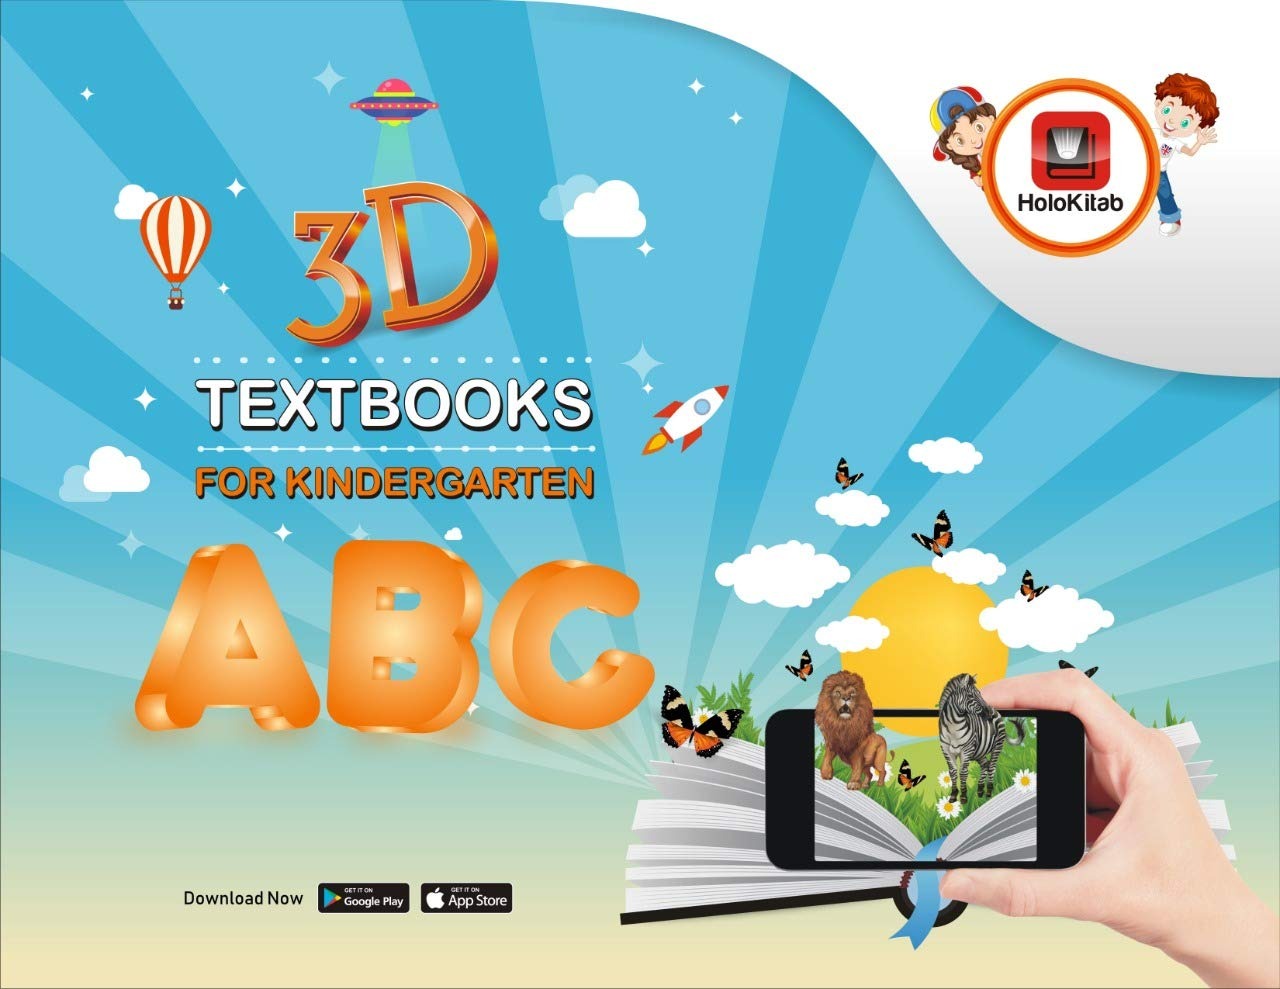 HoloKitab
3D
TEXTBOOKS
FOR KINDERGARTEN
ABC
Download Now
GET IT ON
Google Play
GET IT ON
App Store